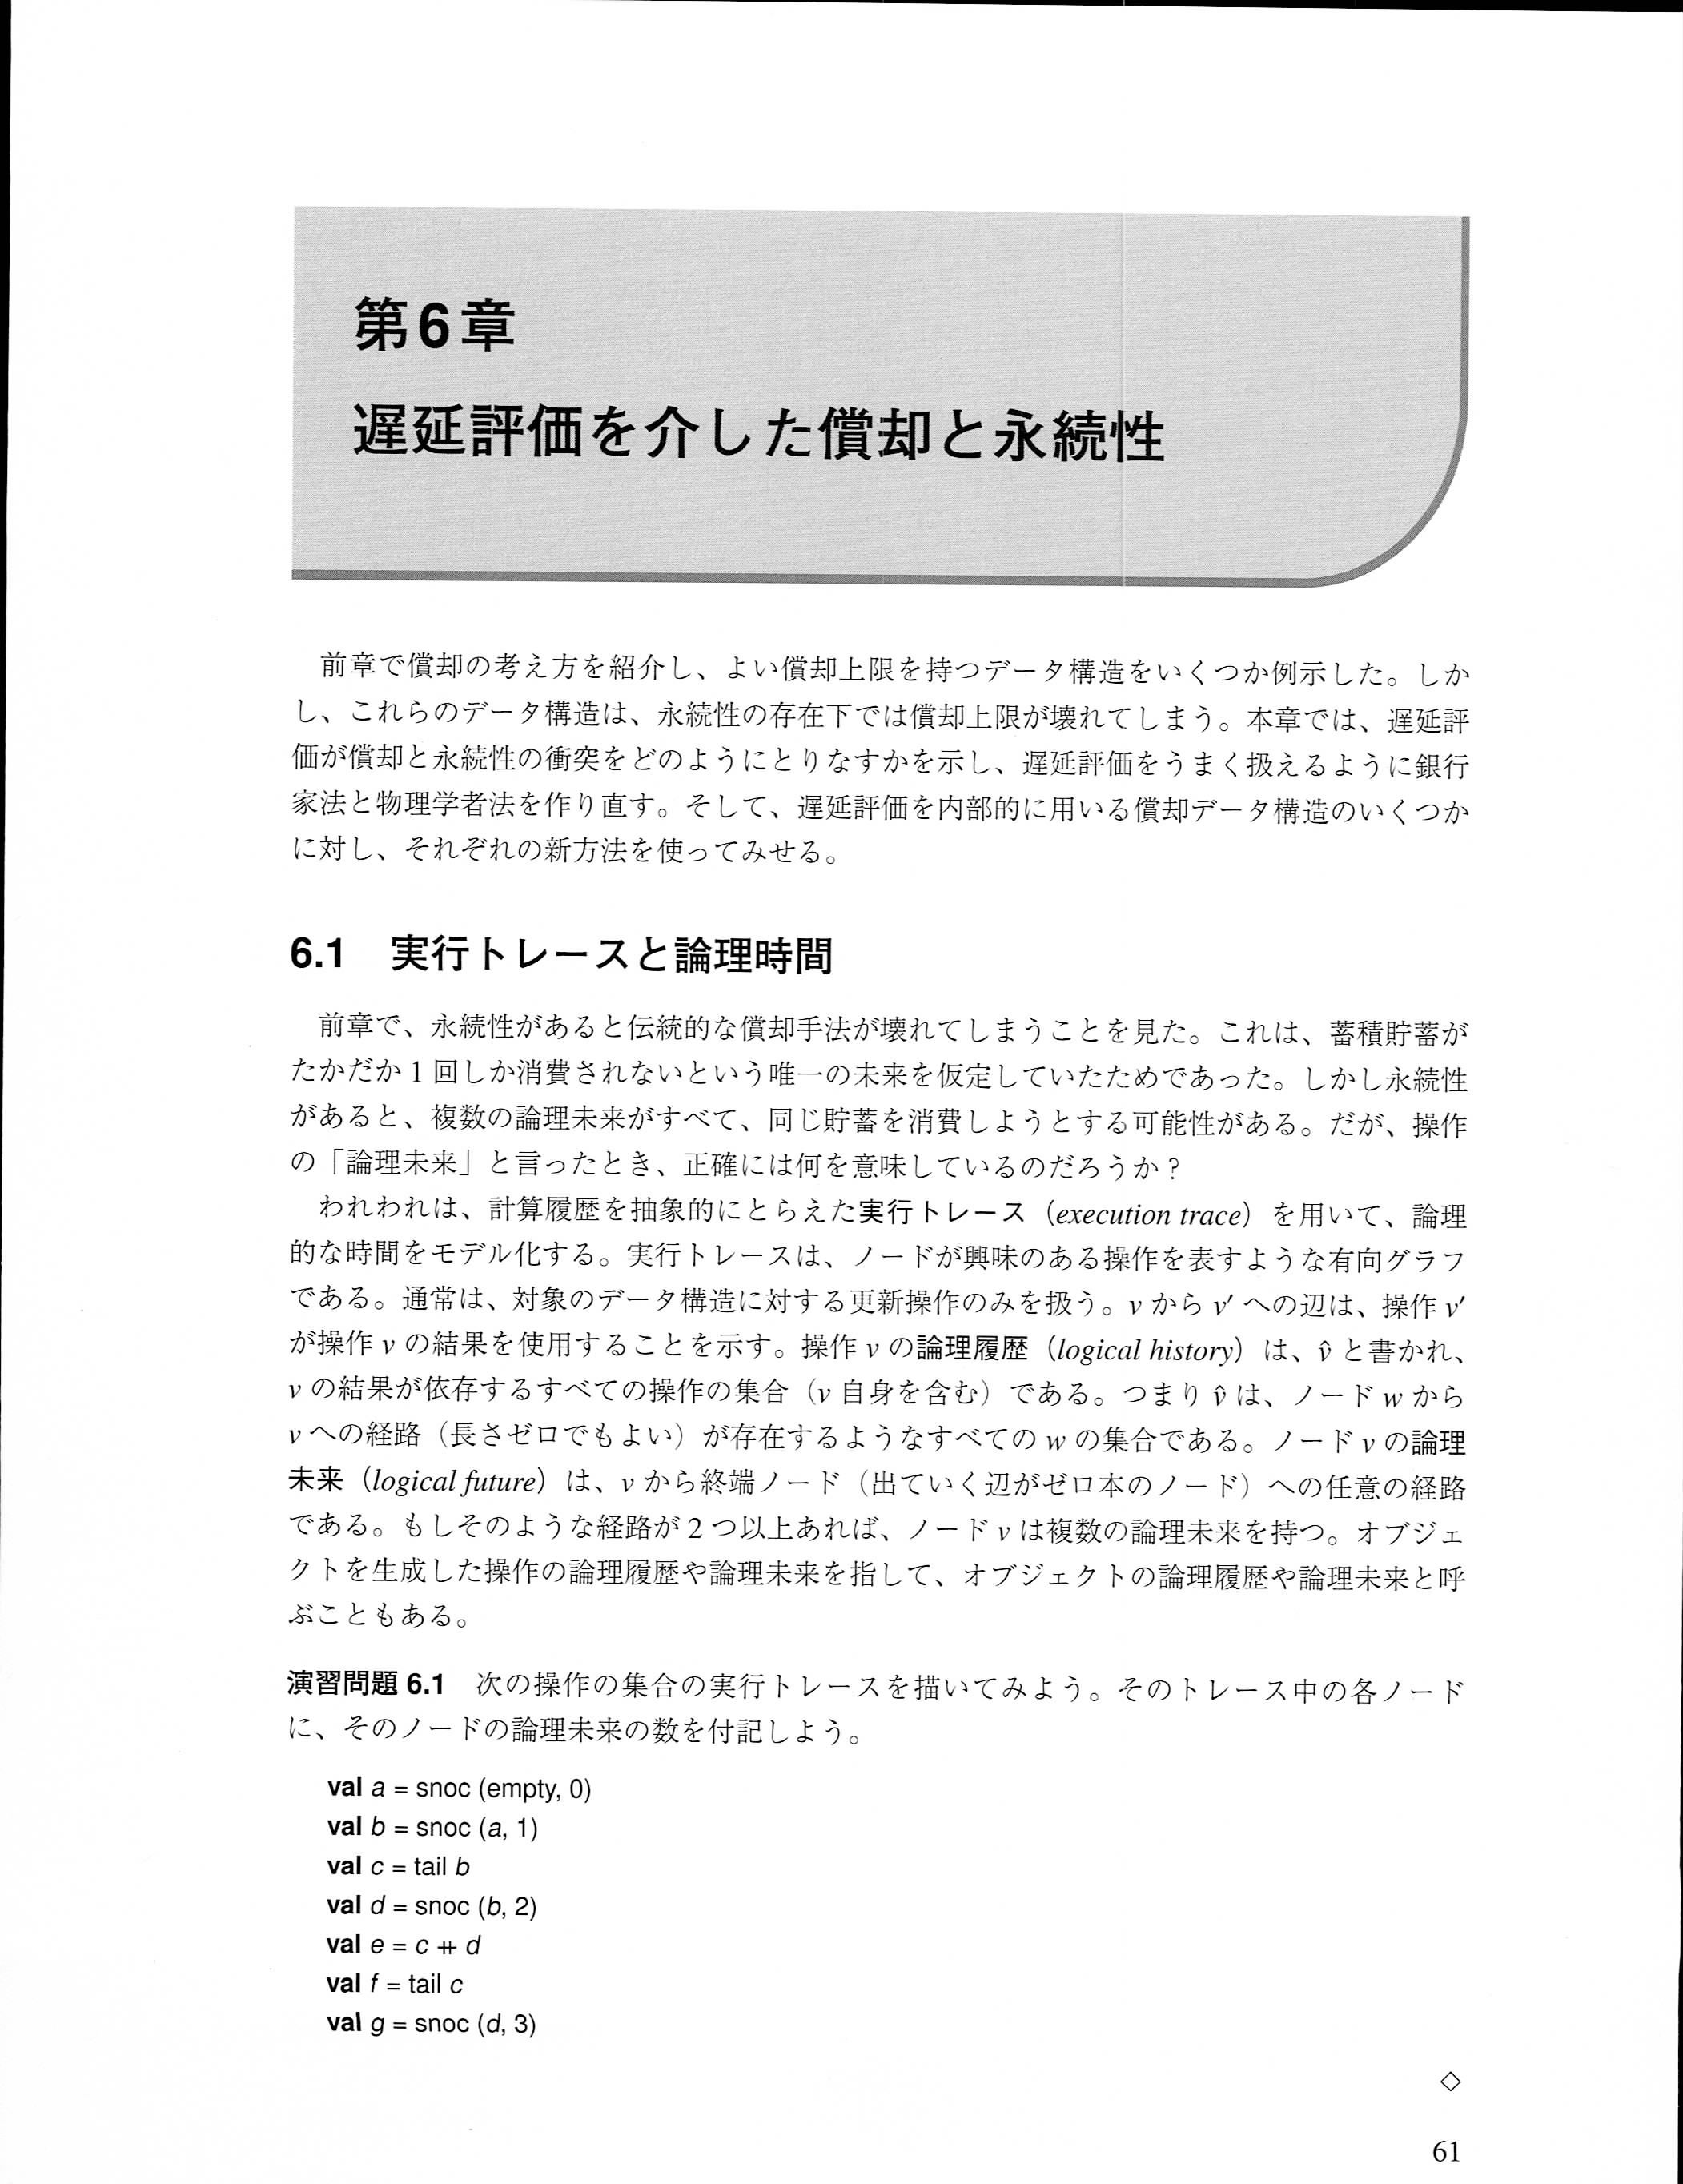 第6章
遅延評価を介した償却と永続性
前章で償却の考え方を紹介し、よい償却上限を持つデータ構造をいくつか例示した。しか
し、これらのデータ構造は、永続性の存在下では償却上限が壊れてしまう。本章では、遅延評
価が償却と永続性の衝突をどのようにとりなすかを示し、遅延評価をうまく扱えるように銀行
家法と物理学者法を作り直す。そして、遅延評価を内部的に用いる償却データ構造のいくつか
に対し、それぞれの新方法を使ってみせる。
6.1 実行トレースと論理時間
前章で、永続性があると伝統的な償却手法が壊れてしまうことを見た。これは、蓄積貯蓄が
たかだか1回しか消費されないという唯一の未来を仮定していたためであった。しかし永続性
があると、複数の論理未来がすべて、同じ貯蓄を消費しようとする可能性がある。だが、操作
の「論理未来」と言ったとき、正確には何を意味しているのだろうか？
われわれは、計算履歴を抽象的にとらえた実行トレース（execution trace）を用いて、論理
的な時間をモデル化する。実行トレースは、ノードが興味のある操作を表すような有向グラフ
である。通常は、対象のデータ構造に対する更新操作のみを扱う。v から v′ への辺は、操作 v′
が操作 v の結果を使用することを示す。操作 v の論理履歴（logical history）は、v̂ と書かれ、
v の結果が依存するすべての操作の集合（v 自身を含む）である。つまり v̂ は、ノード w から
v への経路（長さゼロでもよい）が存在するようなすべての w の集合である。ノード v の論理
未来（logical future）は、v から終端ノード（出ていく辺がゼロ本のノード）への任意の経路
である。もしそのような経路が2つ以上あれば、ノード v は複数の論理未来を持つ。オブジェ
クトを生成した操作の論理履歴や論理未来を指して、オブジェクトの論理履歴や論理未来と呼
ぶこともある。
演習問題 6.1 次の操作の集合の実行トレースを描いてみよう。そのトレース中の各ノード
に、そのノードの論理未来の数を付記しよう。
val a = snoc (empty, 0)
val b = snoc (a, 1)
val c = tail b
val d = snoc (b, 2)
val e = c ⧺ d
val f = tail c
val g = snoc (d, 3)
◇
61